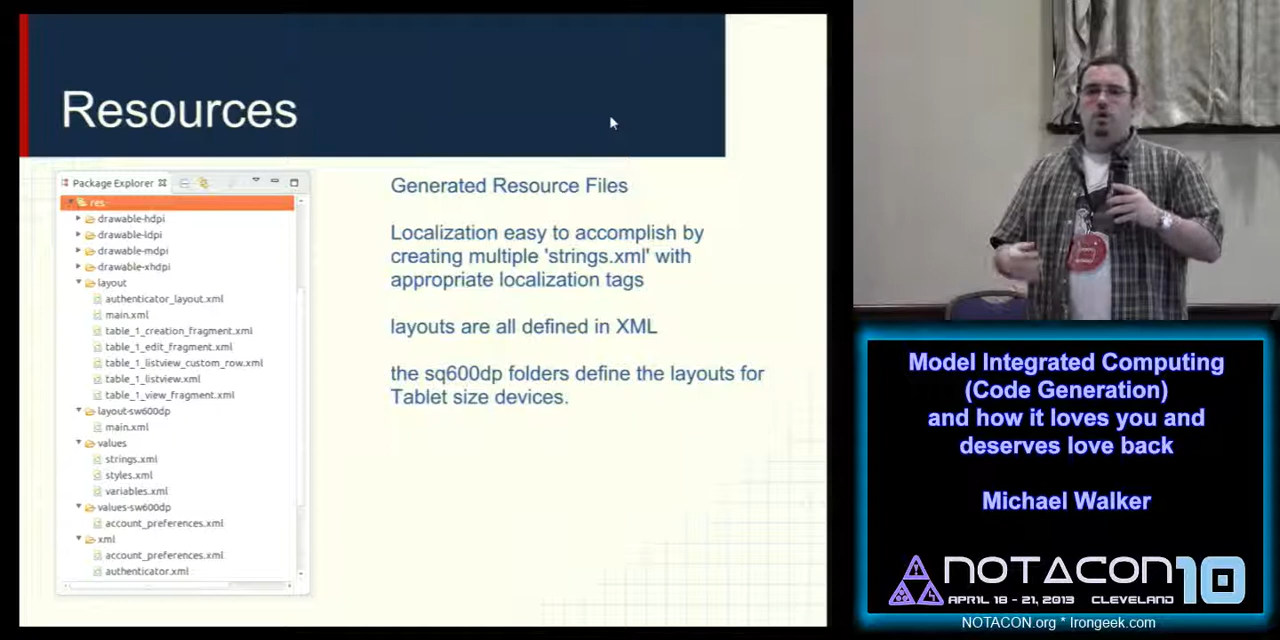 Resources
Package Explorer
res
drawable-hdpi
drawable-ldpi
drawable-mdpi
drawable-xhdpi
layout
authenticator_layout.xml
main.xml
table_1_creation_fragment.xml
table_1_edit_fragment.xml
table_1_listview_custom_row.xml
table_1_listview.xml
table_1_view_fragment.xml
layout-sw600dp
main.xml
values
strings.xml
styles.xml
variables.xml
values-sw600dp
account_preferences.xml
xml
account_preferences.xml
authenticator.xml
Generated Resource Files
Localization easy to accomplish by
creating multiple 'strings.xml' with
appropriate localization tags
layouts are all defined in XML
the sq600dp folders define the layouts for
Tablet size devices.
Model Integrated Computing
(Code Generation)
and how it loves you and
deserves love back
Michael Walker
NOTACON 10
APRIL 18 - 21, 2013 CLEVELAND
NOTACON.org * Irongeek.com